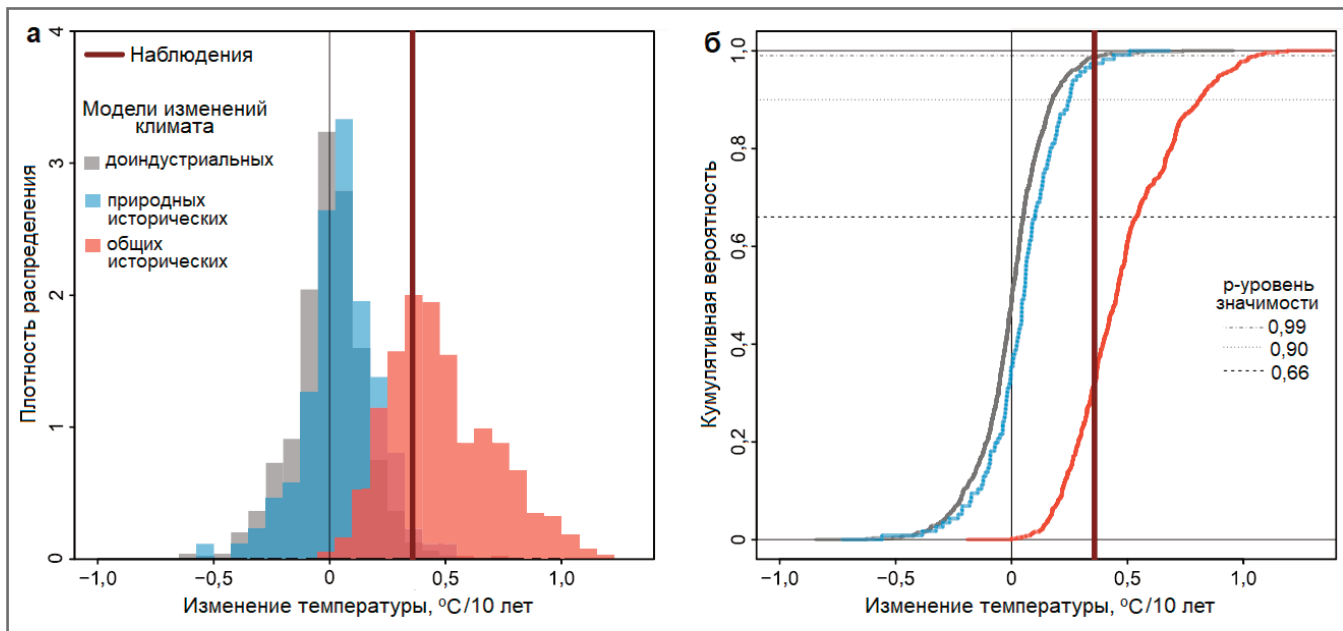 а
4
3
2
1
0
Плотность распределения
Наблюдения
Модели изменений
климата
доиндустриальных
природных
исторических
общих
исторических
−1,0
−0,5
0
0,5
1,0
Изменение температуры, ºС/10 лет
б
1,0
0,8
0,6
0,4
0,2
0
Кумулятивная вероятность
р-уровень
значимости
0,99
0,90
0,66
−1,0
−0,5
0
0,5
1,0
Изменение температуры, ºС/10 лет